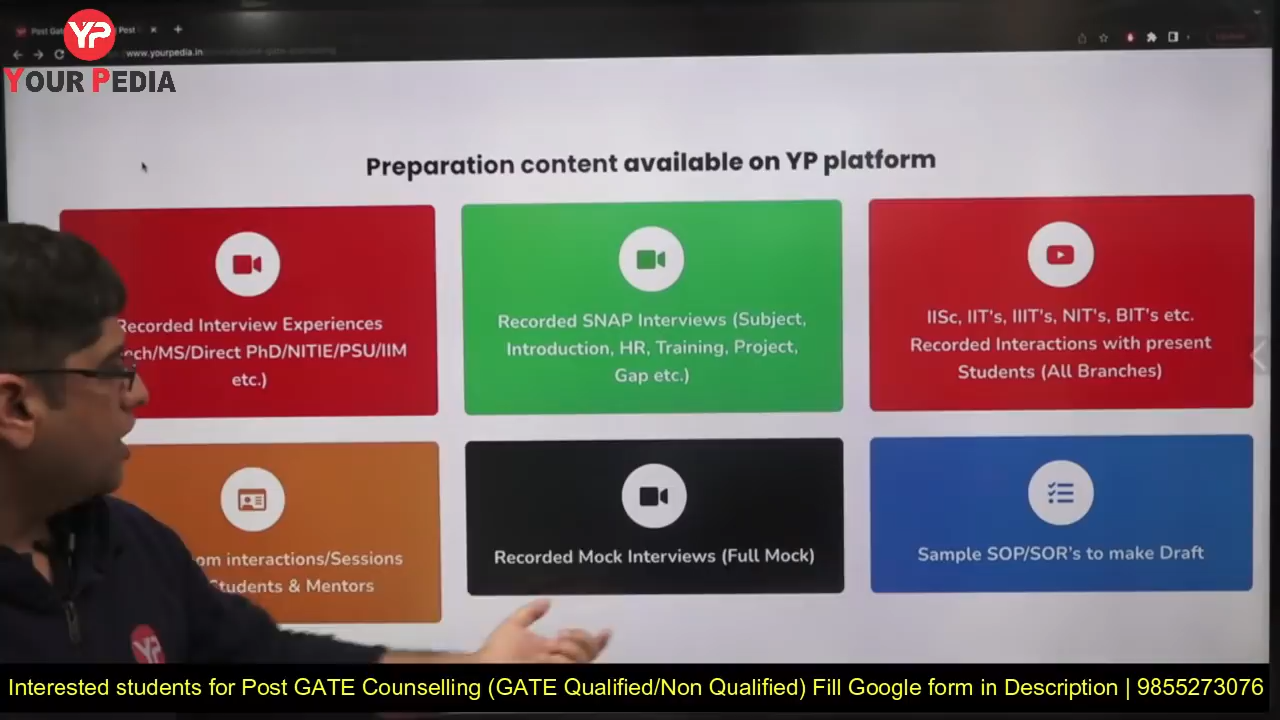 Post
YP
YOUR PEDIA
www.yourpedia.in
Preparation content available on YP platform
Recorded Interview Experiences
ech/MS/Direct PhD/NITIE/PSU/IIM
etc.)
Recorded SNAP Interviews (Subject,
Introduction, HR, Training, Project,
Gap etc.)
IISc, IIT's, IIIT's, NIT's, BIT's etc.
Recorded Interactions with present
Students (All Branches)
om interactions/Sessions
Students & Mentors
Recorded Mock Interviews (Full Mock)
Sample SOP/SOR's to make Draft
YP
Interested students for Post GATE Counselling (GATE Qualified/Non Qualified) Fill Google form in Description | 9855273076